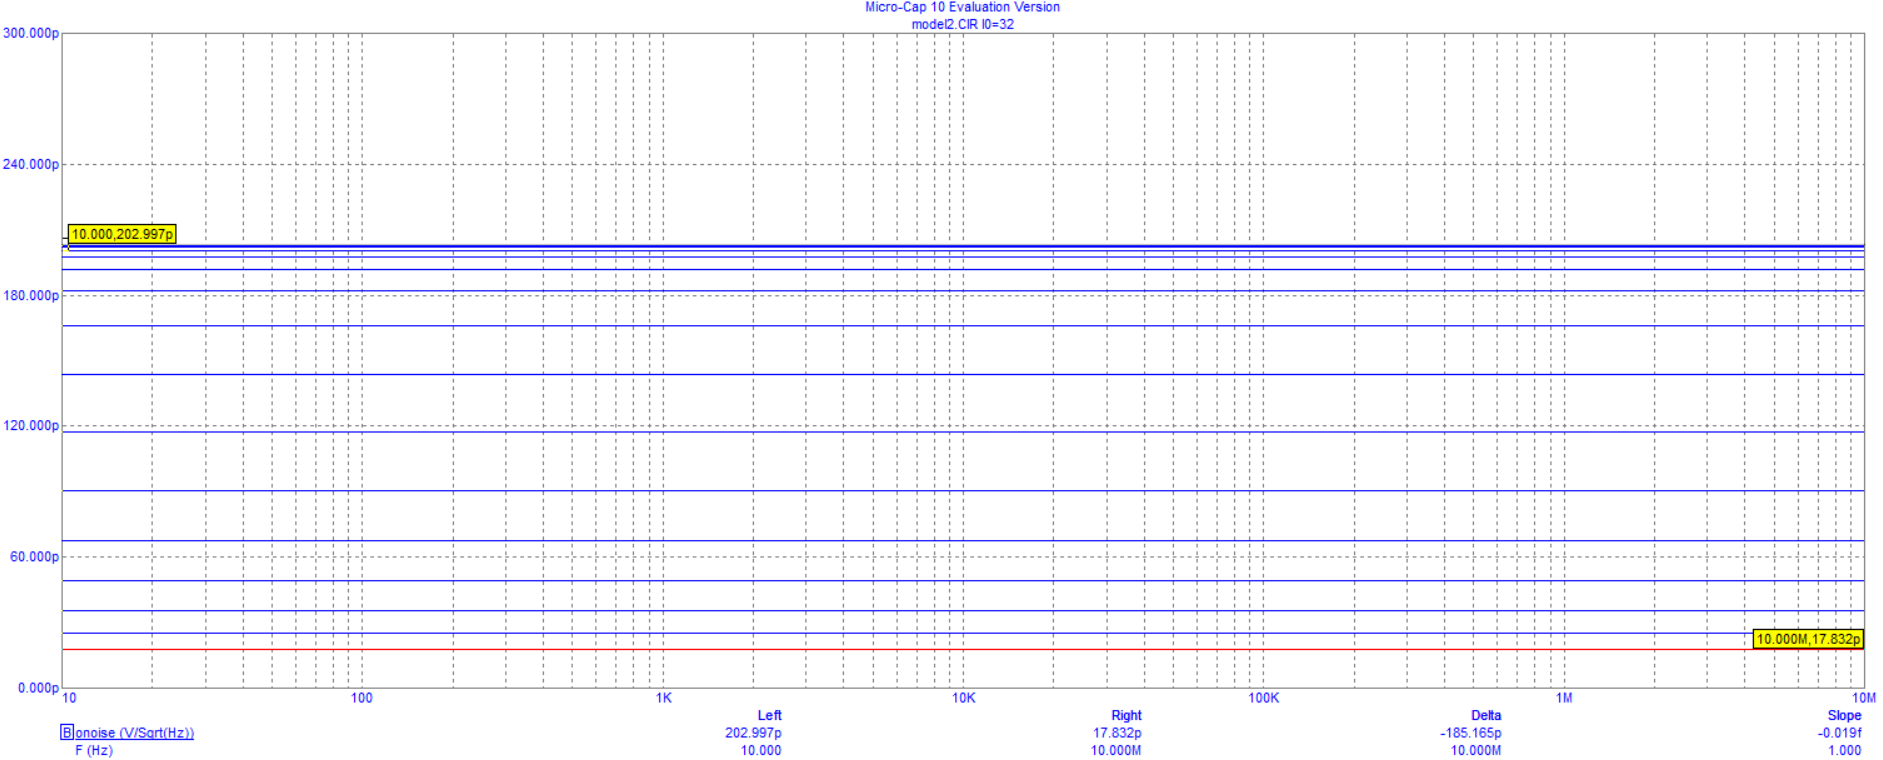 Micro-Cap 10 Evaluation Version
model2.CIR I0=32
300.000p
240.000p
10.000,202.997p
180.000p
120.000p
60.000p
10.000M,17.832p
0.000p
10 100 1K 10K 100K 1M 10M
Left Right Delta Slope
B onoise (V/Sqrt(Hz)) 202.997p 17.832p -185.165p -0.019f
F (Hz) 10.000 10.000M 10.000M 1.000